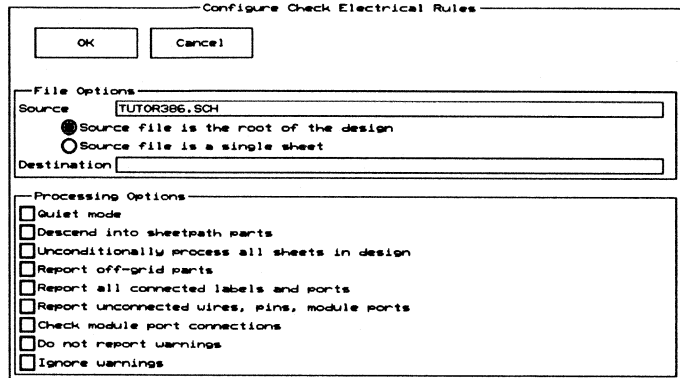 Configure Check Electrical Rules
OK Cancel
File Options
Source TUTOR386.SCH
Source file is the root of the design
Source file is a single sheet
Destination
Processing Options
Quiet mode
Descend into sheetpath parts
Unconditionally process all sheets in design
Report off-grid parts
Report all connected labels and ports
Report unconnected wires, pins, module ports
Check module port connections
Do not report warnings
Ignore warnings